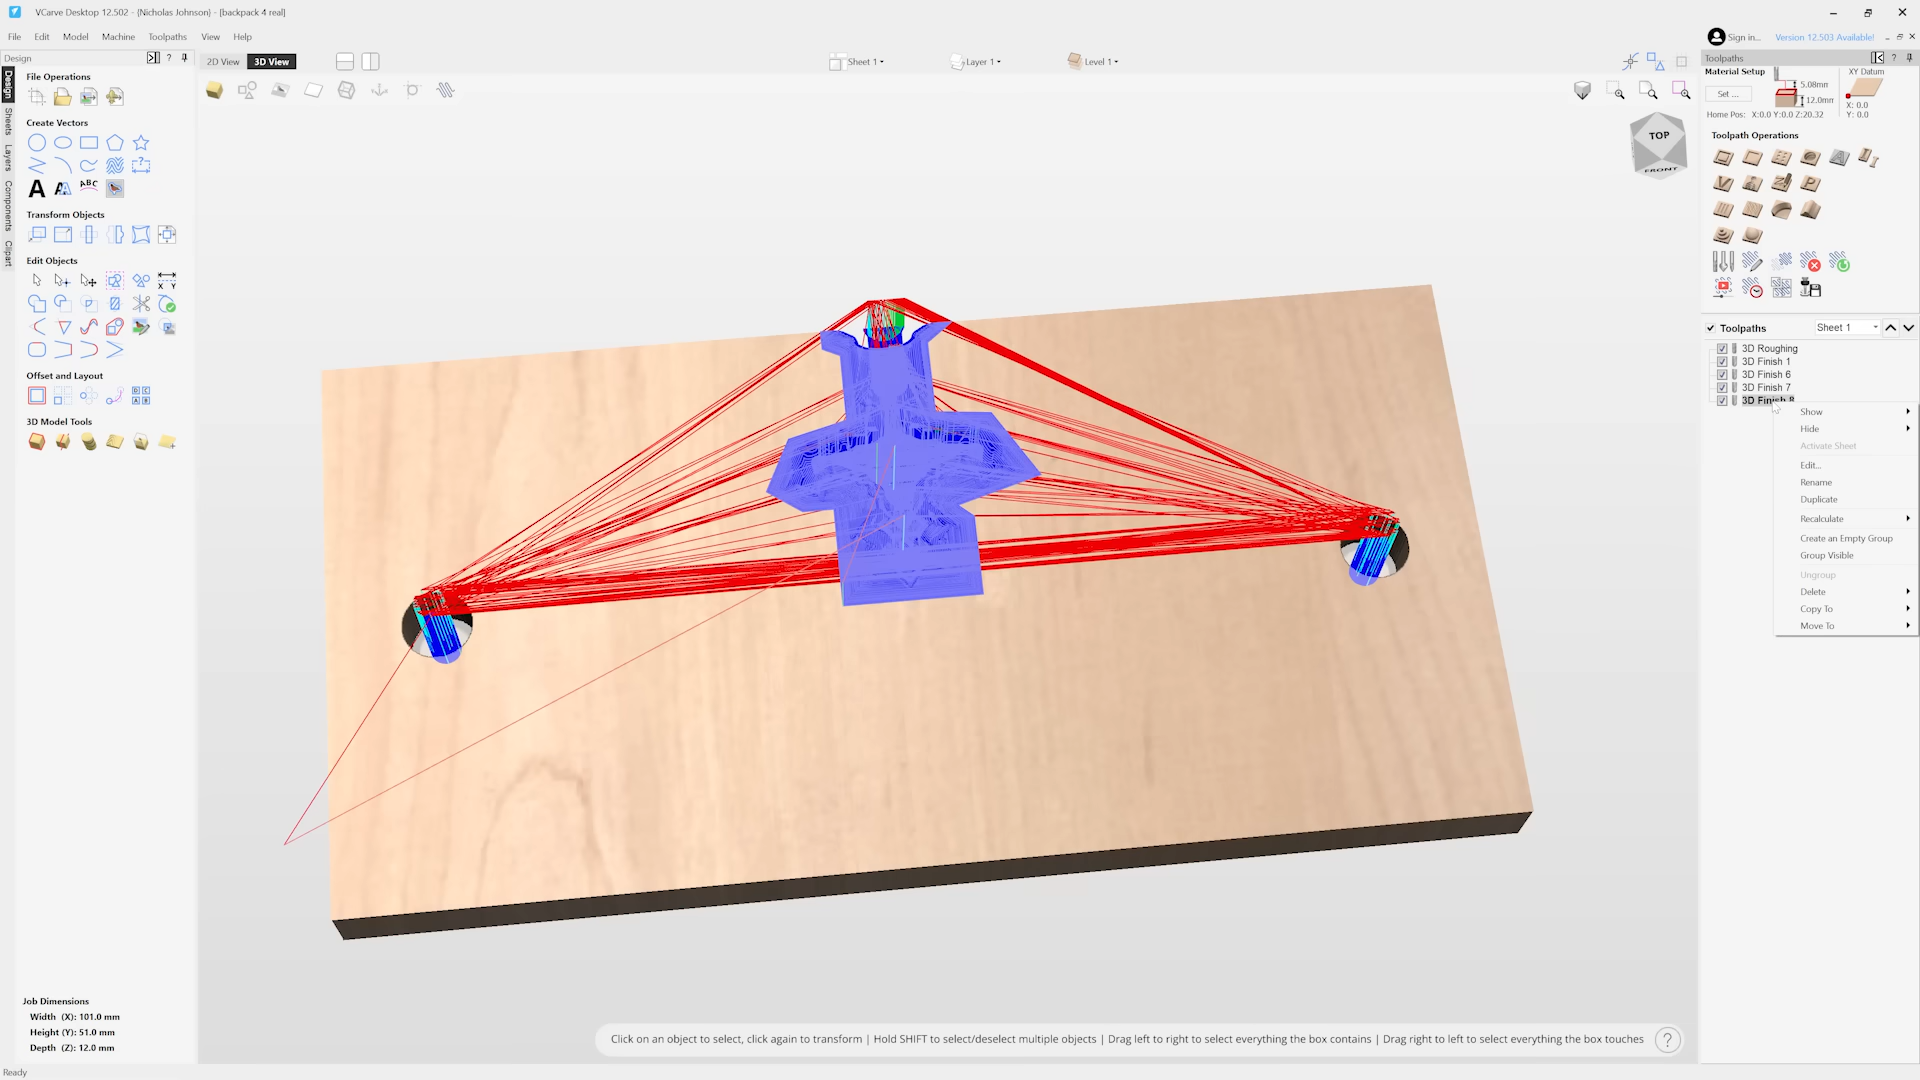 VCarve Desktop 12.502 - {Nicholas Johnson} - [backpack 4 real]
File Edit Model Machine Toolpaths View Help
Sign in... Version 12.503 Available!
Design
2D View 3D View
Sheet 1
Layer 1
Level 1
Toolpaths
Design
Sheets
Layers
Components
Clipart
File Operations
Create Vectors
A
ABC
Transform Objects
Edit Objects
X Y
Offset and Layout
3D Model Tools
Job Dimensions
Width (X): 101.0 mm
Height (Y): 51.0 mm
Depth (Z): 12.0 mm
Ready
TOP
FRONT
Material Setup
Set ...
5.08mm
12.0mm
XY Datum
X: 0.0
Y: 0.0
Home Pos: X:0.0 Y:0.0 Z:20.32
Toolpath Operations
Toolpaths Sheet 1
3D Roughing
3D Finish 1
3D Finish 6
3D Finish 7
3D Finish 8
Show
Hide
Activate Sheet
Edit...
Rename
Duplicate
Recalculate
Create an Empty Group
Group Visible
Ungroup
Delete
Copy To
Move To
Click on an object to select, click again to transform | Hold SHIFT to select/deselect multiple objects | Drag left to right to select everything the box contains | Drag right to left to select everything the box touches